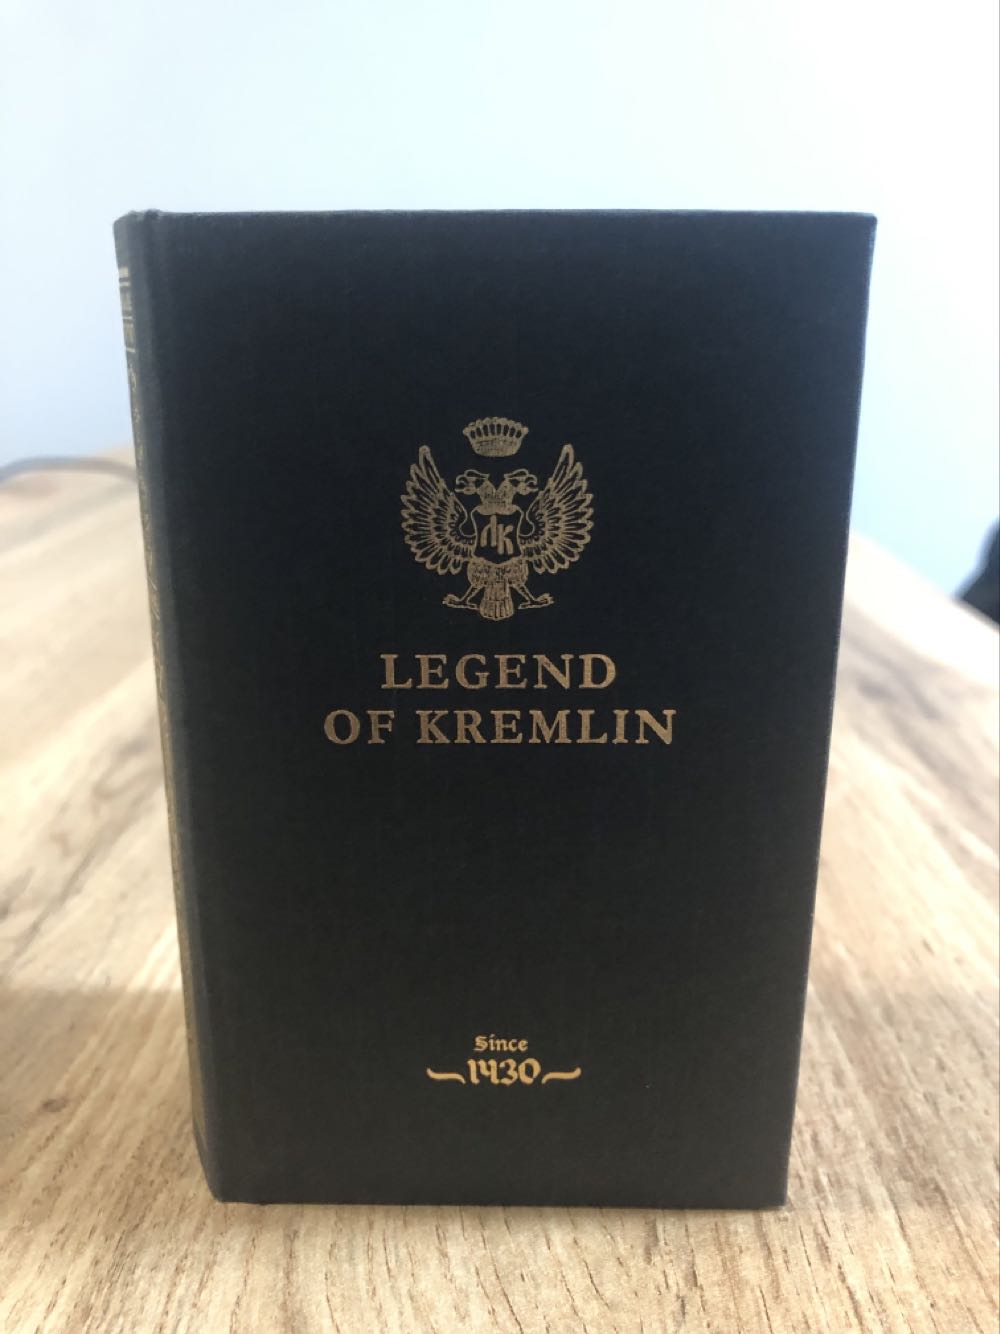 ЛК
LEGEND
OF KREMLIN
Since
1430